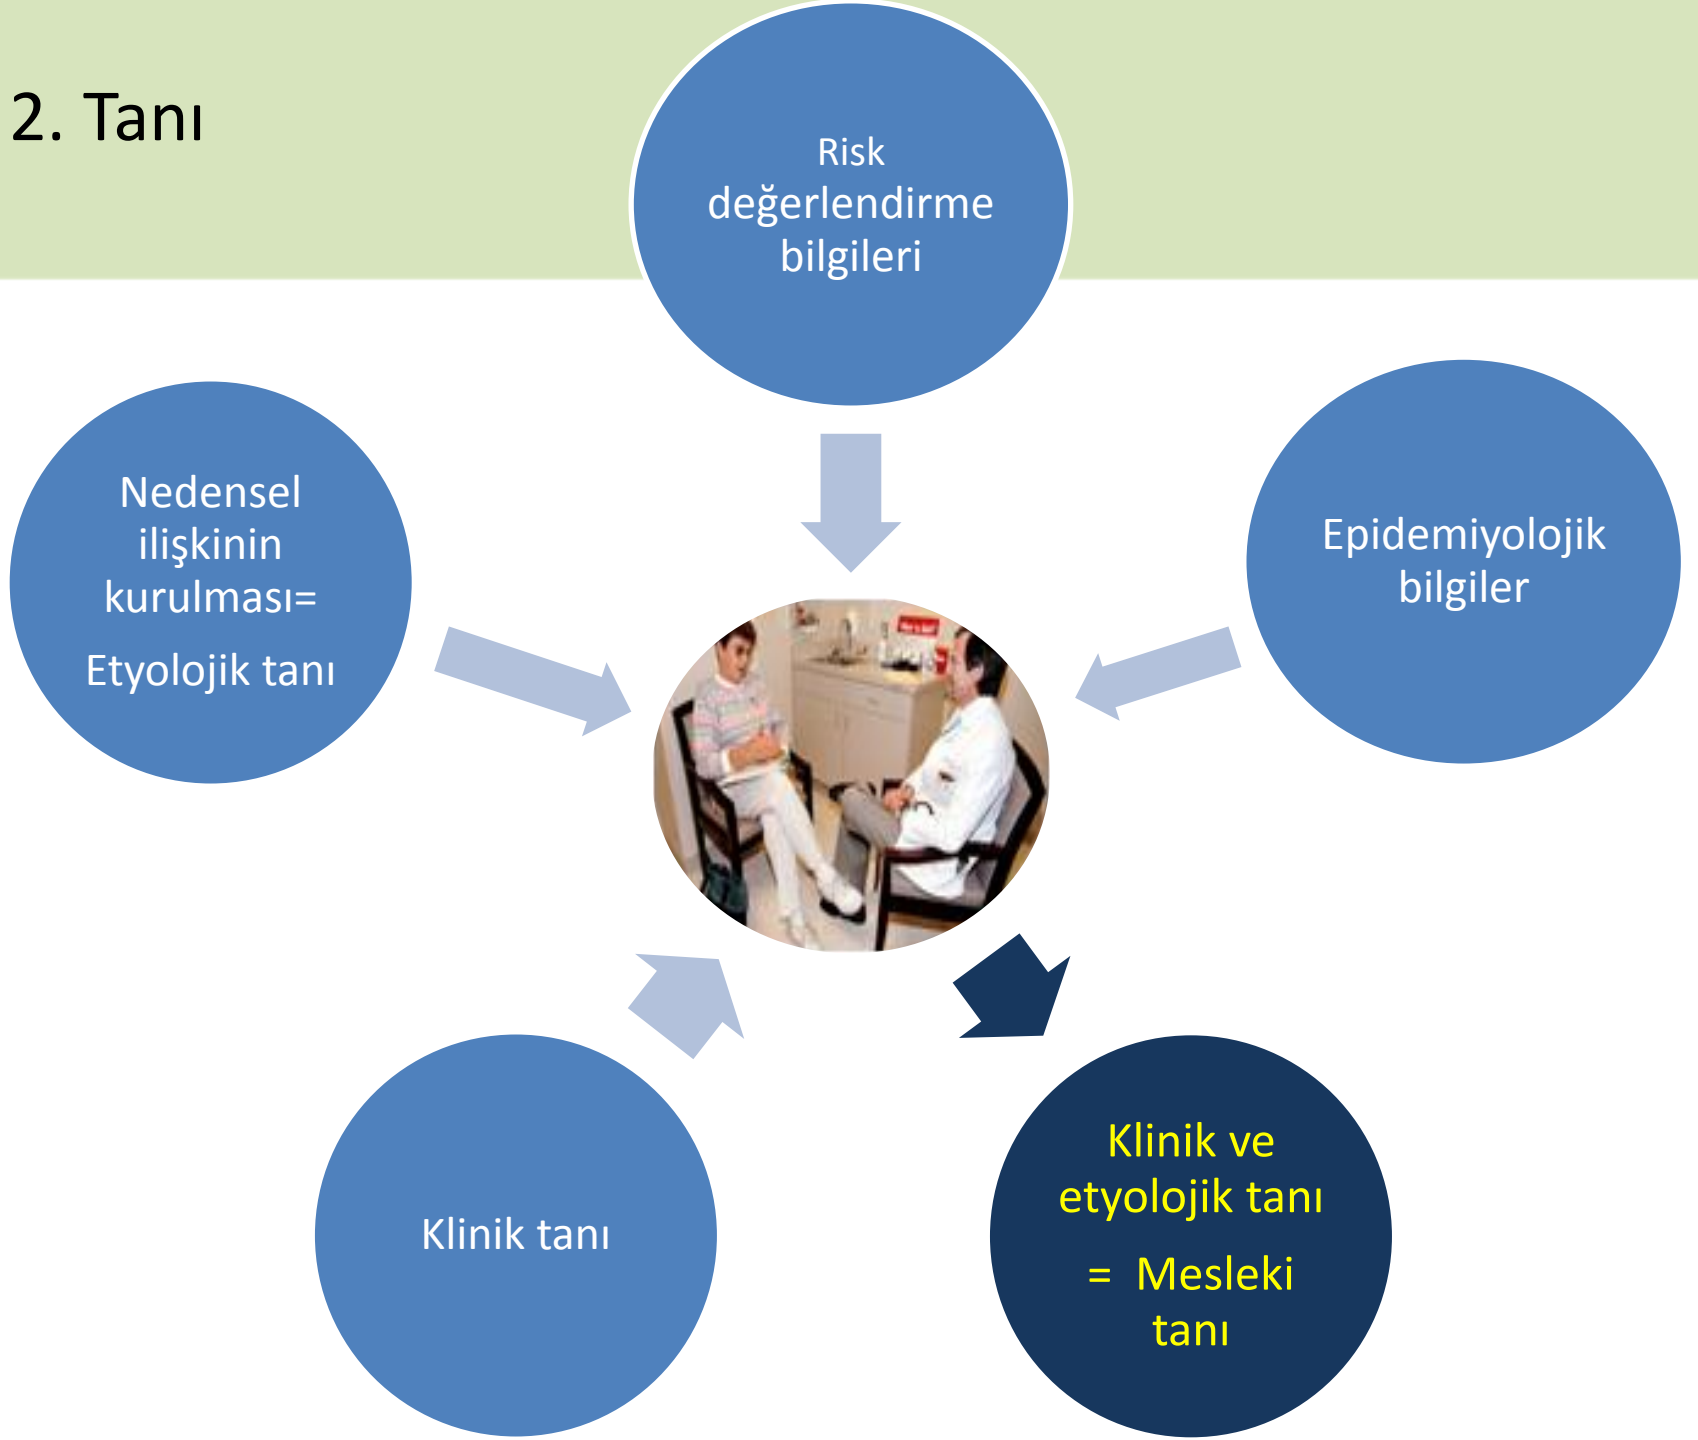 2. Tanı
Risk
değerlendirme
bilgileri
Nedensel
ilişkinin
kurulması=
Etyolojik tanı
Epidemiyolojik
bilgiler
Klinik tanı
Klinik ve
etyolojik tanı
= Mesleki
tanı